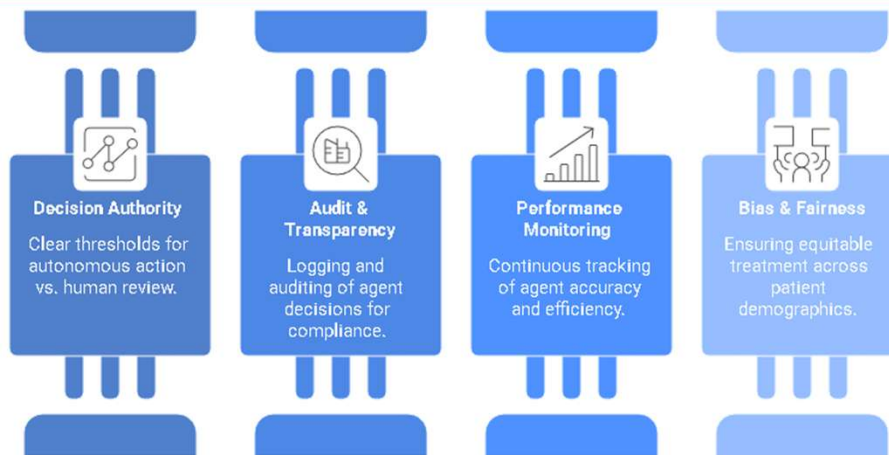 Decision Authority
Clear thresholds for
autonomous action
vs. human review.
Audit &
Transparency
Logging and
auditing of agent
decisions for
compliance.
Performance
Monitoring
Continuous tracking
of agent accuracy
and efficiency.
Bias & Fairness
Ensuring equitable
treatment across
patient
demographics.